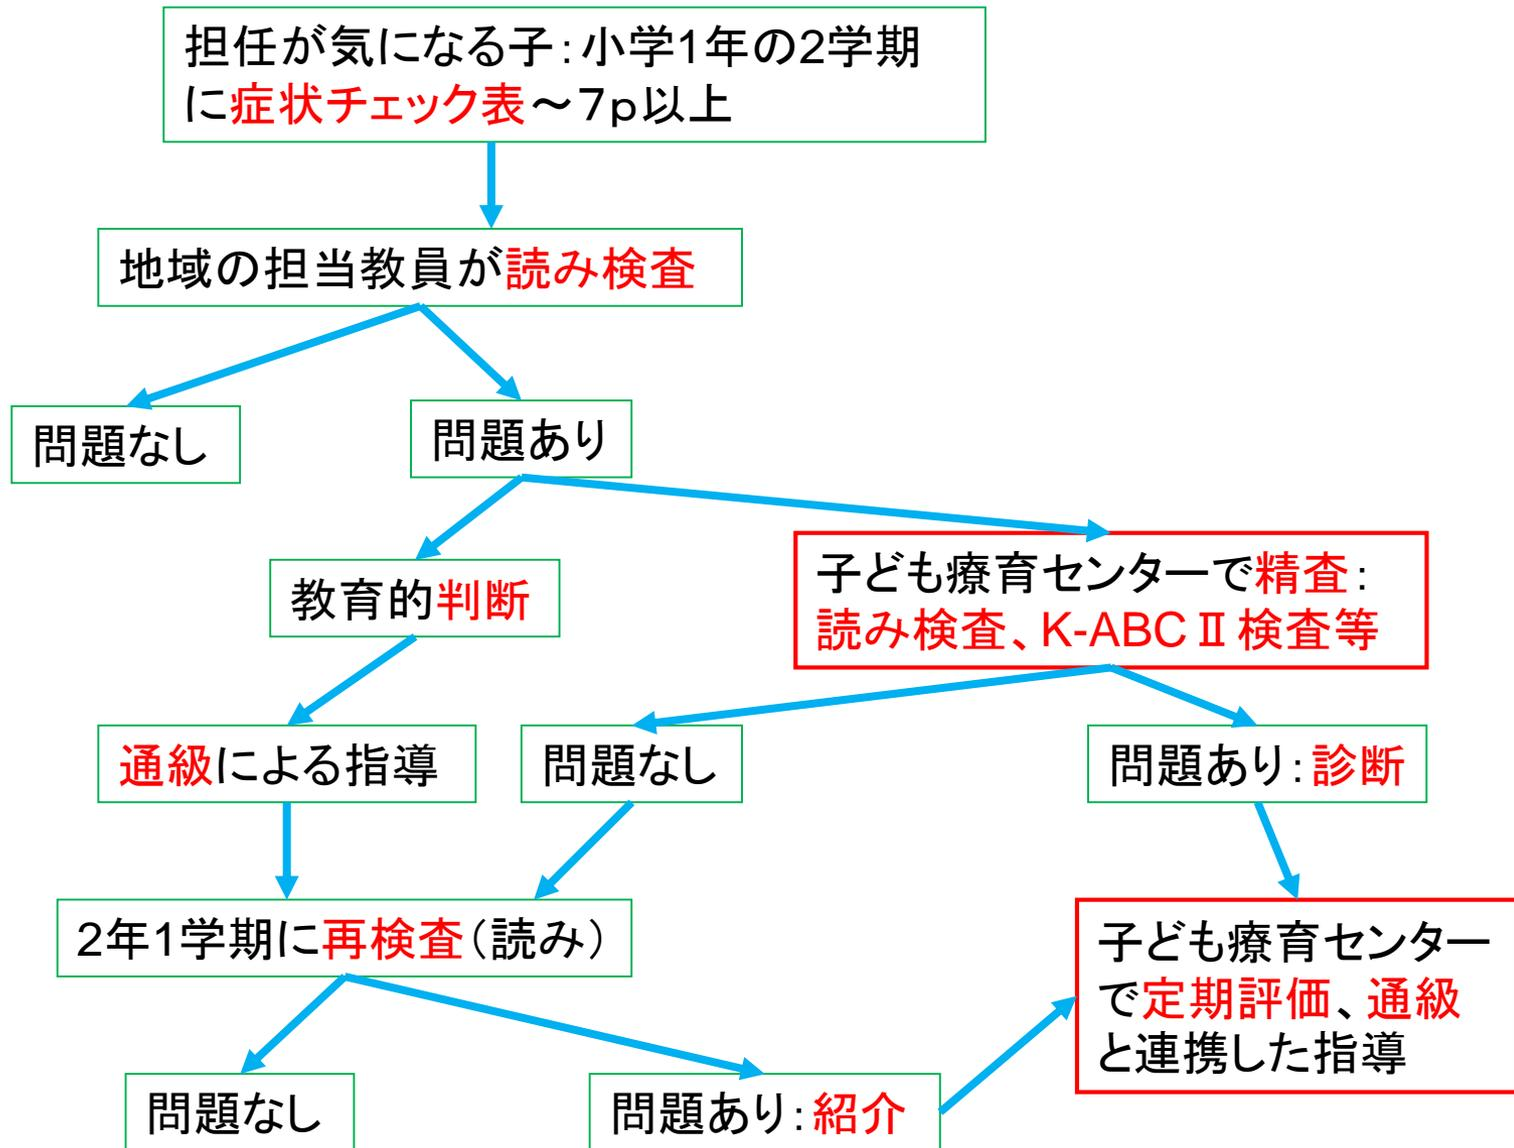 担任が気になる子：小学1年の2学期
に症状チェック表～7p以上
地域の担当教員が読み検査
問題なし
問題あり
教育的判断
子ども療育センターで精査：
読み検査、K-ABCⅡ検査等
通級による指導
問題なし
問題あり：診断
2年1学期に再検査（読み）
子ども療育センター
で定期評価、通級
と連携した指導
問題なし
問題あり：紹介